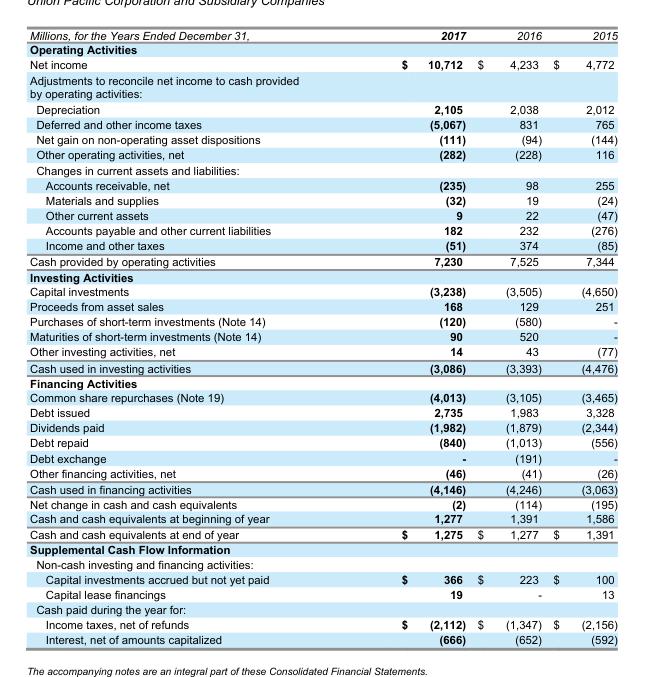 Union Pacific Corporation and Subsidiary Companies
Millions, for the Years Ended December 31, 2017 2016 2015
Operating Activities
Net income $ 10,712 $ 4,233 $ 4,772
Adjustments to reconcile net income to cash provided
by operating activities:
Depreciation 2,105 2,038 2,012
Deferred and other income taxes (5,067) 831 765
Net gain on non-operating asset dispositions (111) (94) (144)
Other operating activities, net (282) (228) 116
Changes in current assets and liabilities:
Accounts receivable, net (235) 98 255
Materials and supplies (32) 19 (24)
Other current assets 9 22 (47)
Accounts payable and other current liabilities 182 232 (276)
Income and other taxes (51) 374 (85)
Cash provided by operating activities 7,230 7,525 7,344
Investing Activities
Capital investments (3,238) (3,505) (4,650)
Proceeds from asset sales 168 129 251
Purchases of short-term investments (Note 14) (120) (580) -
Maturities of short-term investments (Note 14) 90 520 -
Other investing activities, net 14 43 (77)
Cash used in investing activities (3,086) (3,393) (4,476)
Financing Activities
Common share repurchases (Note 19) (4,013) (3,105) (3,465)
Debt issued 2,735 1,983 3,328
Dividends paid (1,982) (1,879) (2,344)
Debt repaid (840) (1,013) (556)
Debt exchange - (191) -
Other financing activities, net (46) (41) (26)
Cash used in financing activities (4,146) (4,246) (3,063)
Net change in cash and cash equivalents (2) (114) (195)
Cash and cash equivalents at beginning of year 1,277 1,391 1,586
Cash and cash equivalents at end of year $ 1,275 $ 1,277 $ 1,391
Supplemental Cash Flow Information
Non-cash investing and financing activities:
Capital investments accrued but not yet paid $ 366 $ 223 $ 100
Capital lease financings 19 - 13
Cash paid during the year for:
Income taxes, net of refunds $ (2,112) $ (1,347) $ (2,156)
Interest, net of amounts capitalized (666) (652) (592)
The accompanying notes are an integral part of these Consolidated Financial Statements.